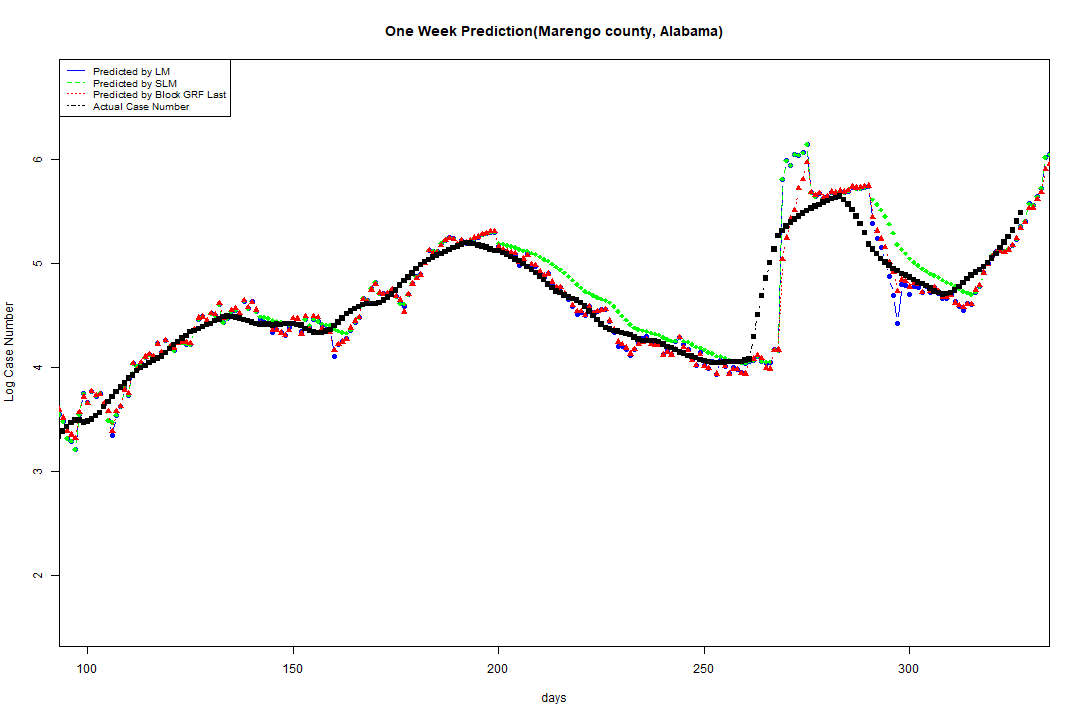 One Week Prediction(Marengo county, Alabama)
Predicted by LM
Predicted by SLM
Predicted by Block GRF Last
Actual Case Number
6
5
4
3
2
Log Case Number
100 150 200 250 300
days